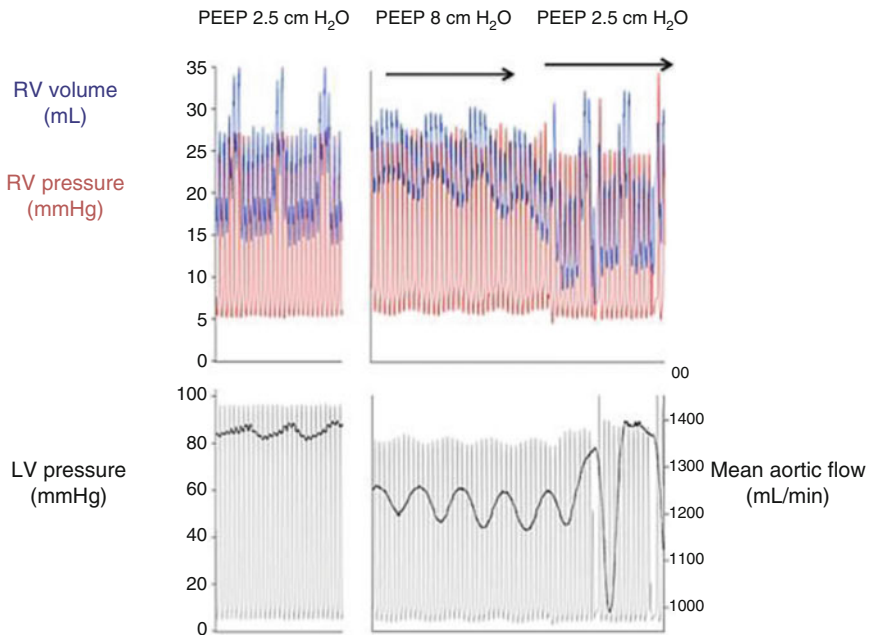 PEEP 2.5 cm H₂O PEEP 8 cm H₂O PEEP 2.5 cm H₂O
RV volume
(mL)
RV pressure
(mmHg)
35
30
25
20
15
10
5
0
00
LV pressure
(mmHg)
100
80
60
40
20
0
1400
1300
1200
1100
1000
Mean aortic flow
(mL/min)